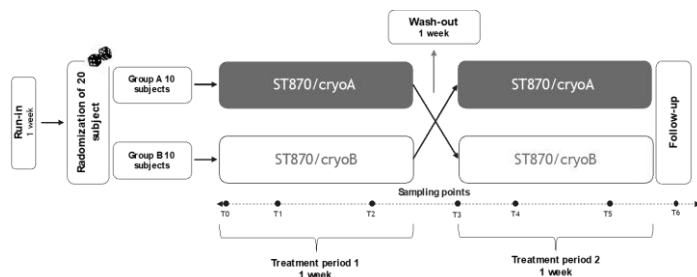 Wash-out
1 week
Run-in
1 week
Radomization of 20
subject
Group A 10
subjects
ST870/cryoA
ST870/cryoA
Group B 10
subjects
ST870/cryoB
ST870/cryoB
Follow-up
Sampling points
T0
T1
T2
T3
T4
T5
T6
Treatment period 1
1 week
Treatment period 2
1 week